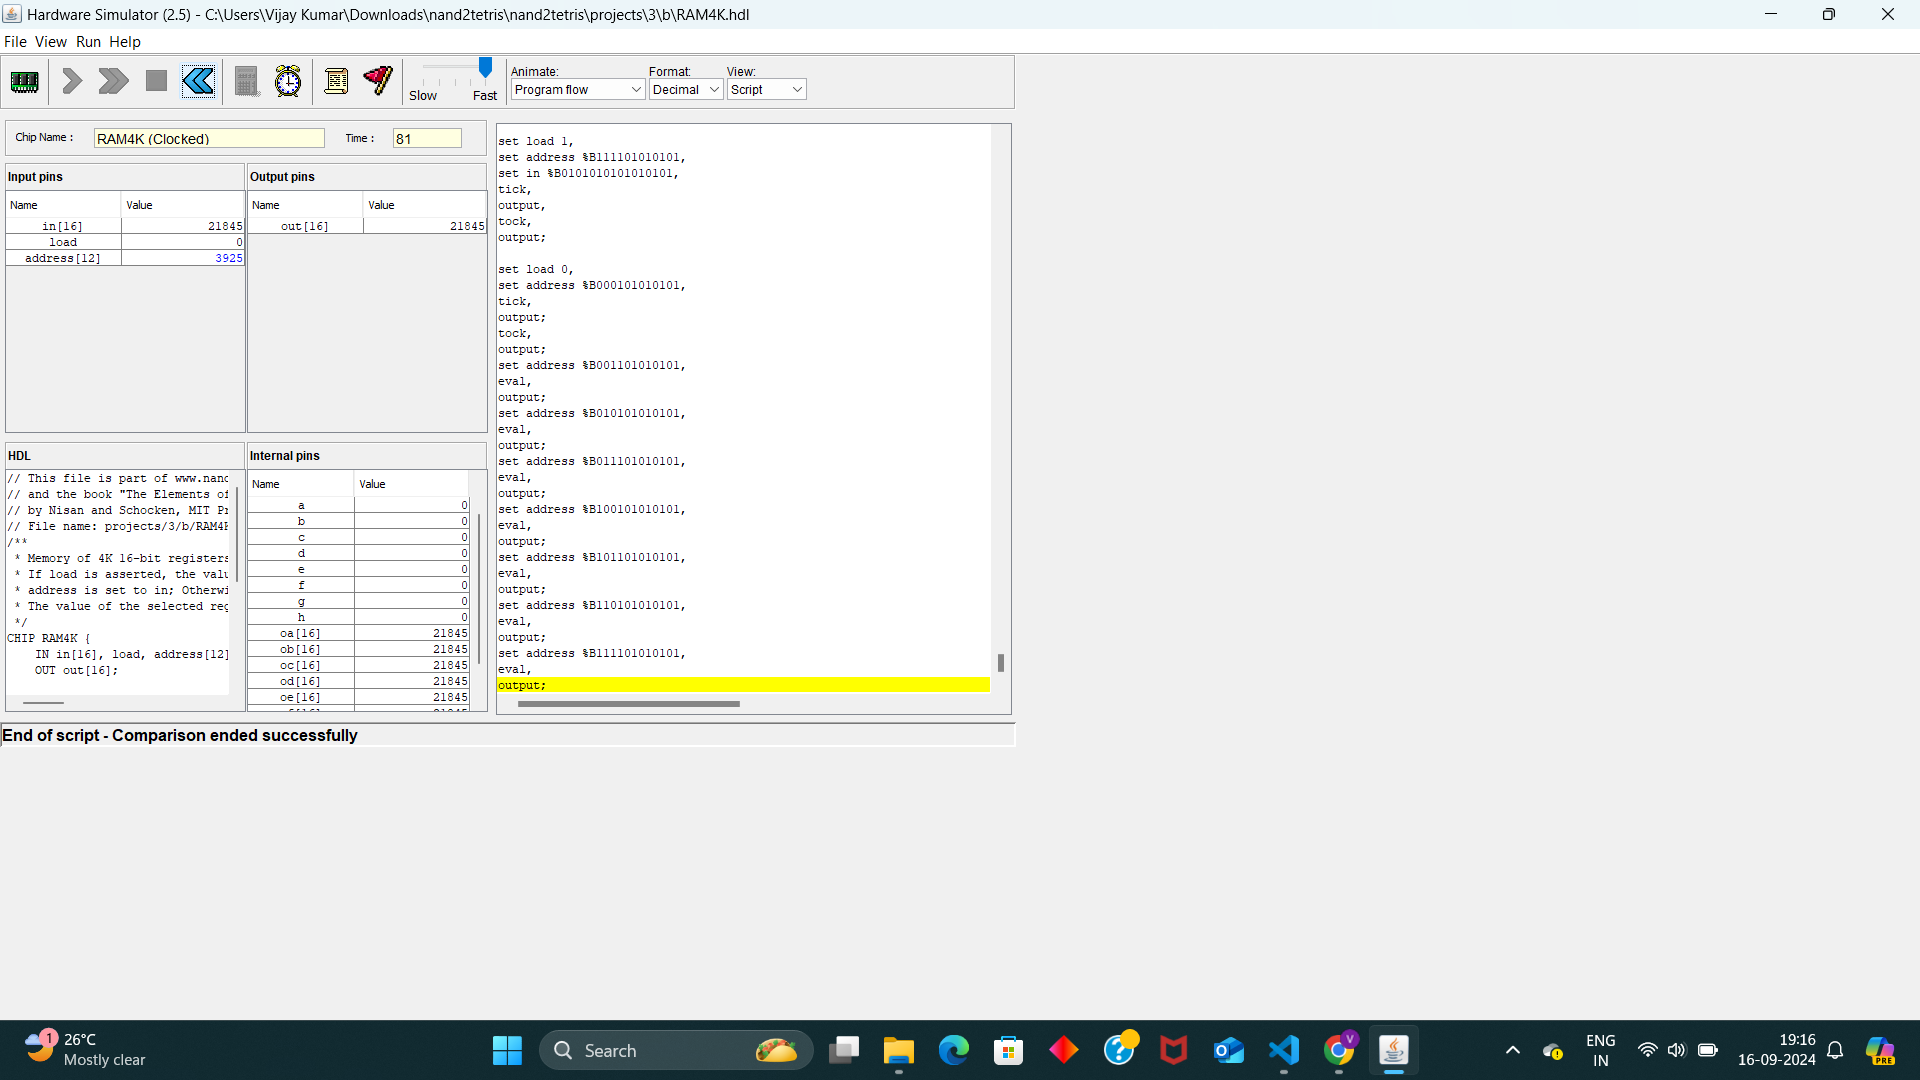 Hardware Simulator (2.5) - C:\Users\Vijay Kumar\Downloads\nand2tetris\nand2tetris\projects\3\b\RAM4K.hdl
File View Run Help
Slow Fast
Animate: Format: View:
Program flow Decimal Script
Chip Name : RAM4K (Clocked) Time : 81
Input pins
Name Value
in[16] 21845
load 0
address[12] 3925
Output pins
Name Value
out[16] 21845
HDL
// This file is part of www.nand
// and the book "The Elements of
// by Nisan and Schocken, MIT Pr
// File name: projects/3/b/RAM4K
/**
* Memory of 4K 16-bit registers
* If load is asserted, the valu
* address is set to in; Otherwi
* The value of the selected reg
*/
CHIP RAM4K {
IN in[16], load, address[12]
OUT out[16];
Internal pins
Name Value
a 0
b 0
c 0
d 0
e 0
f 0
g 0
h 0
oa[16] 21845
ob[16] 21845
oc[16] 21845
od[16] 21845
oe[16] 21845
set load 1,
set address %B111101010101,
set in %B0101010101010101,
tick,
output,
tock,
output;
set load 0,
set address %B000101010101,
tick,
output;
tock,
output;
set address %B001101010101,
eval,
output;
set address %B010101010101,
eval,
output;
set address %B011101010101,
eval,
output;
set address %B100101010101,
eval,
output;
set address %B101101010101,
eval,
output;
set address %B110101010101,
eval,
output;
set address %B111101010101,
eval,
output;
End of script - Comparison ended successfully
1
26°C
Mostly clear
Search
V
ENG
IN
19:16
16-09-2024
PRE